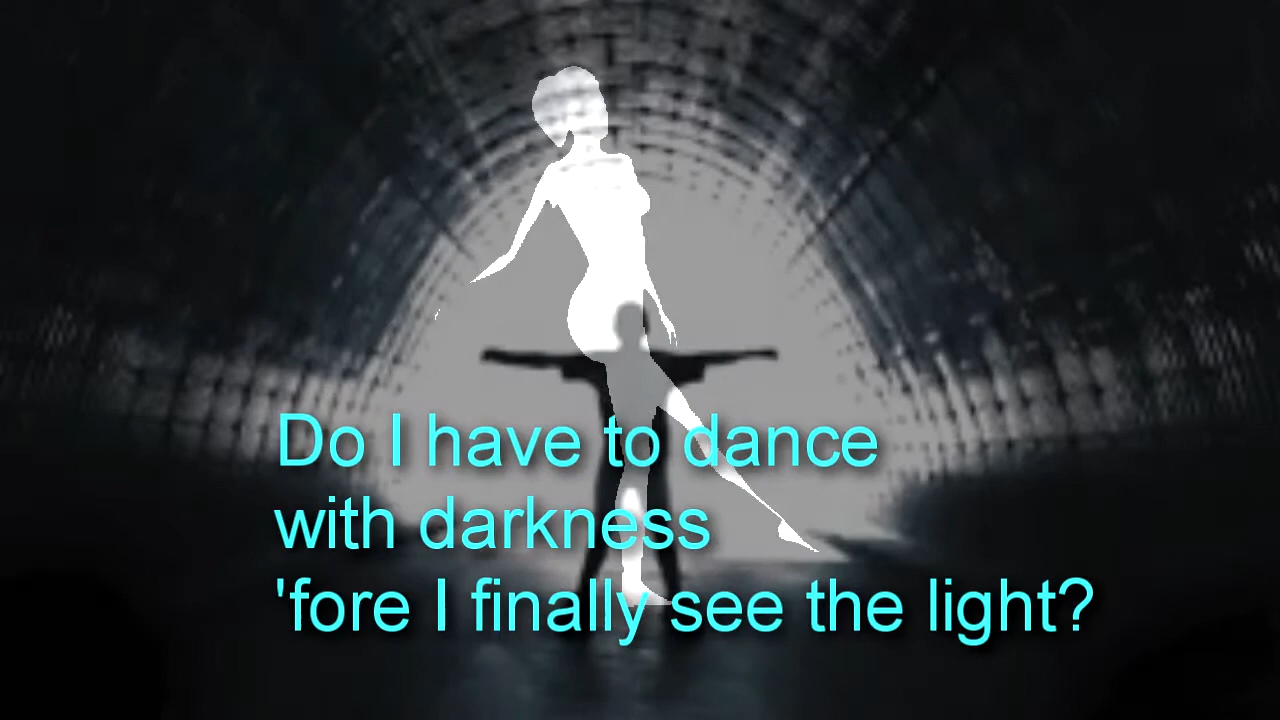 Do I have to dance
with darkness
'fore I finally see the light?